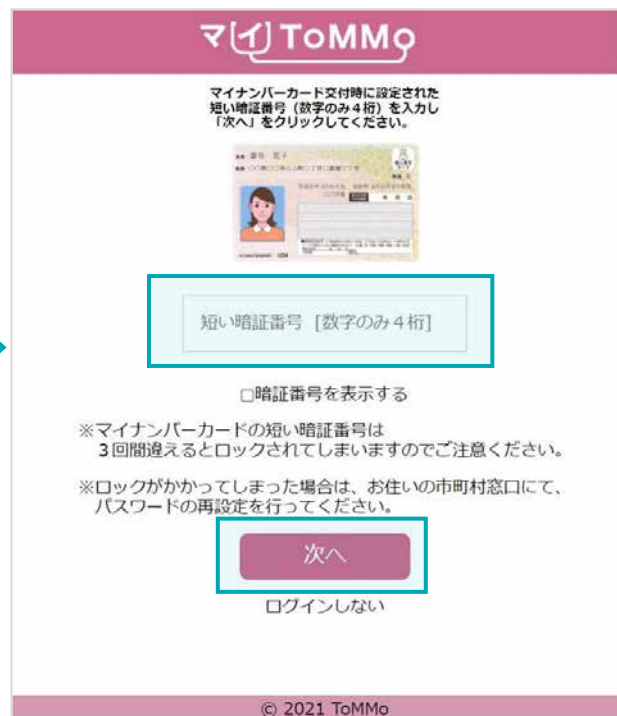 マイ ToMMo
マイナンバーカード交付時に設定された
短い暗証番号（数字のみ４桁）を入力し
「次へ」をクリックしてください。
番号 花子
短い暗証番号 [数字のみ４桁]
□暗証番号を表示する
※マイナンバーカードの短い暗証番号は
３回間違えるとロックされてしまいますのでご注意ください。
※ロックがかかってしまった場合は、お住いの市町村窓口にて、
パスワードの再設定を行ってください。
次へ
ログインしない
© 2021 ToMMo